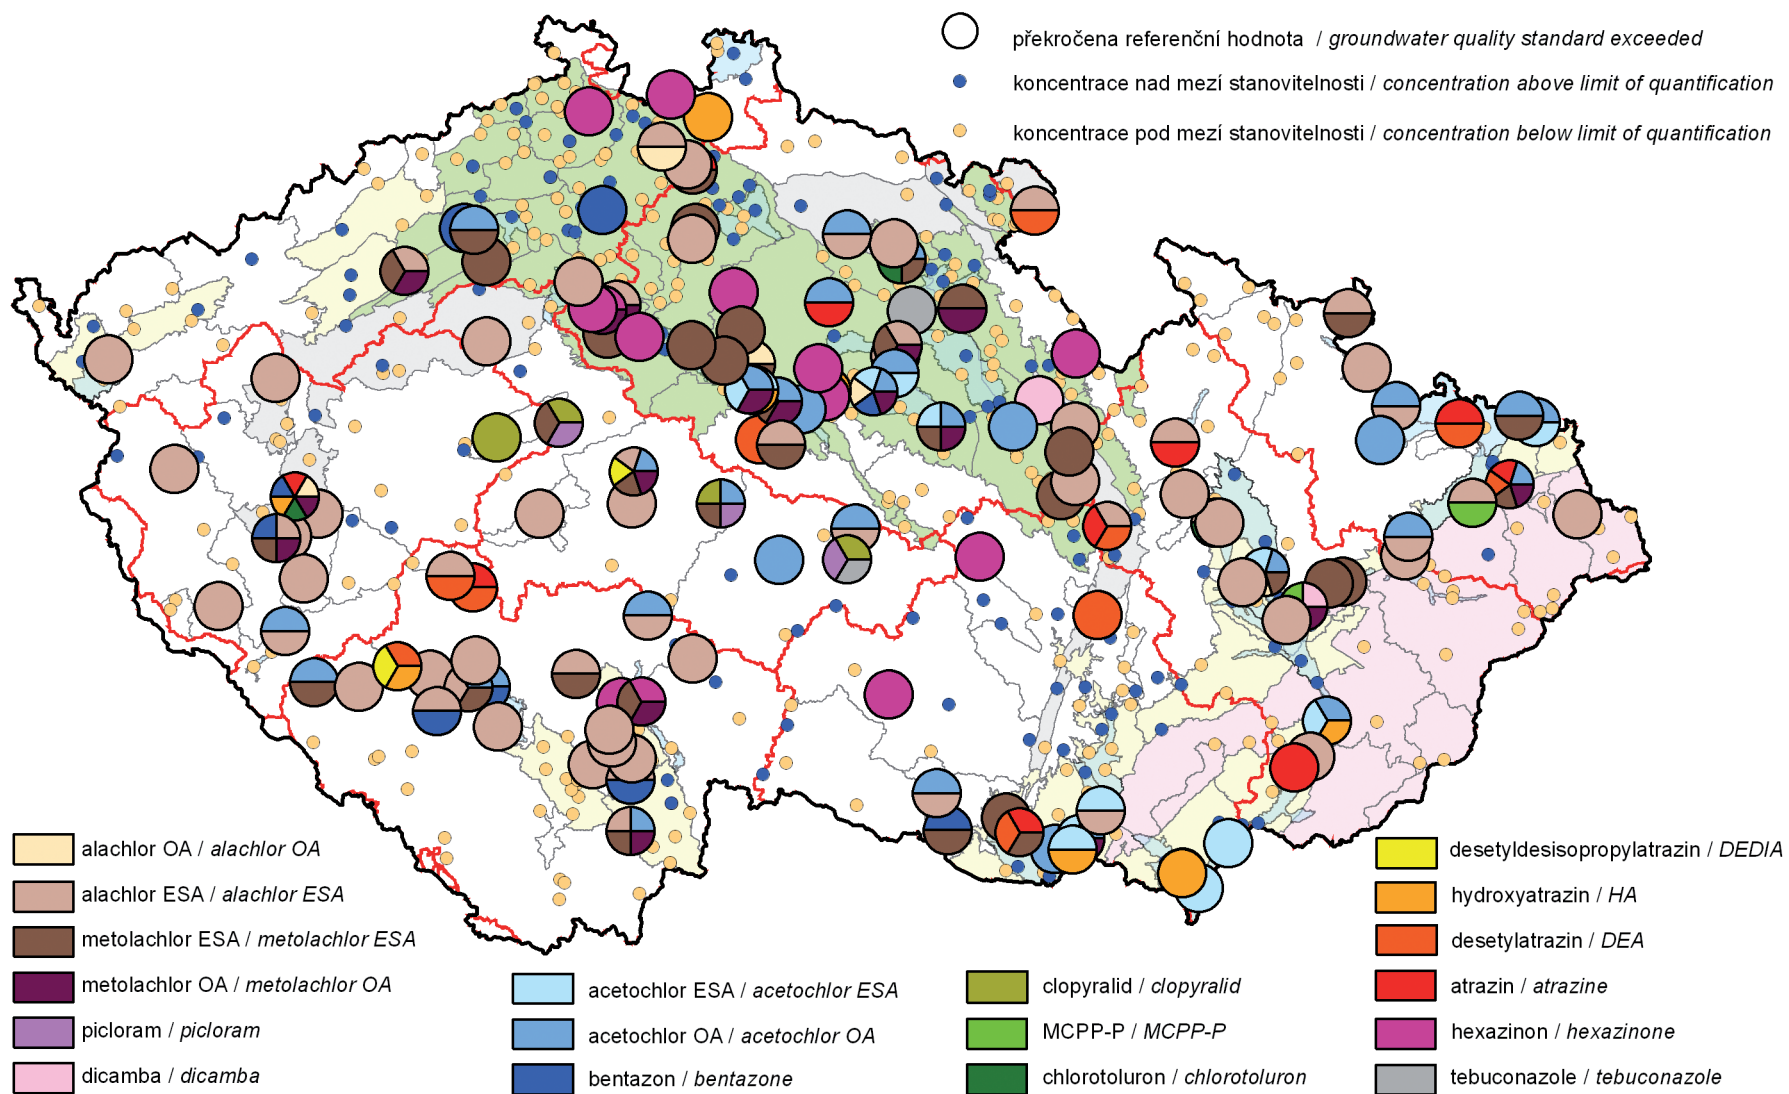 překročena referenční hodnota / groundwater quality standard exceeded
koncentrace nad mezí stanovitelnosti / concentration above limit of quantification
koncentrace pod mezí stanovitelnosti / concentration below limit of quantification
alachlor OA / alachlor OA
alachlor ESA / alachlor ESA
metolachlor ESA / metolachlor ESA
metolachlor OA / metolachlor OA
picloram / picloram
dicamba / dicamba
acetochlor ESA / acetochlor ESA
acetochlor OA / acetochlor OA
bentazon / bentazone
clopyralid / clopyralid
MCPP-P / MCPP-P
chlorotoluron / chlorotoluron
desetyldesisopropylatrazin / DEDIA
hydroxyatrazin / HA
desetylatrazin / DEA
atrazin / atrazine
hexazinon / hexazinone
tebuconazole / tebuconazole